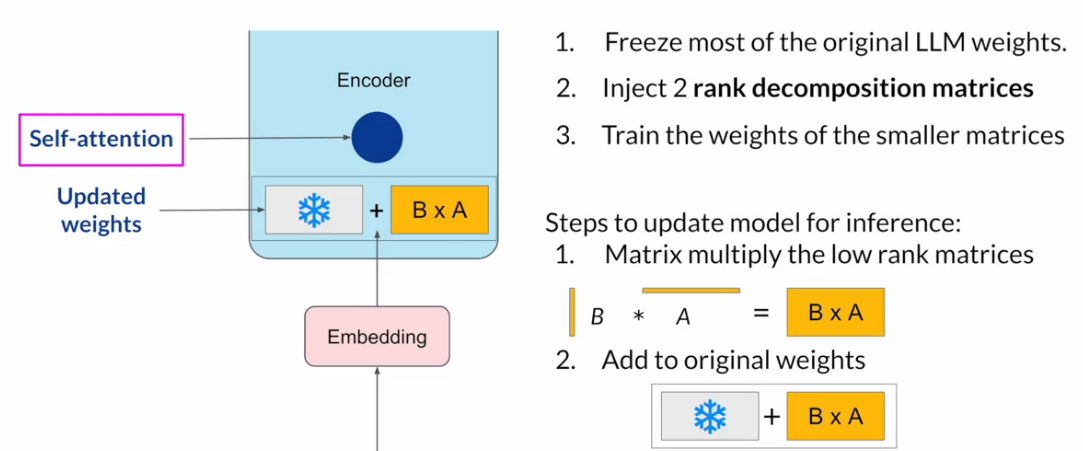 Encoder
Self-attention
Updated
weights
+ B x A
Embedding
1. Freeze most of the original LLM weights.
2. Inject 2 rank decomposition matrices
3. Train the weights of the smaller matrices
Steps to update model for inference:
1. Matrix multiply the low rank matrices
B * A = B x A
2. Add to original weights
+ B x A